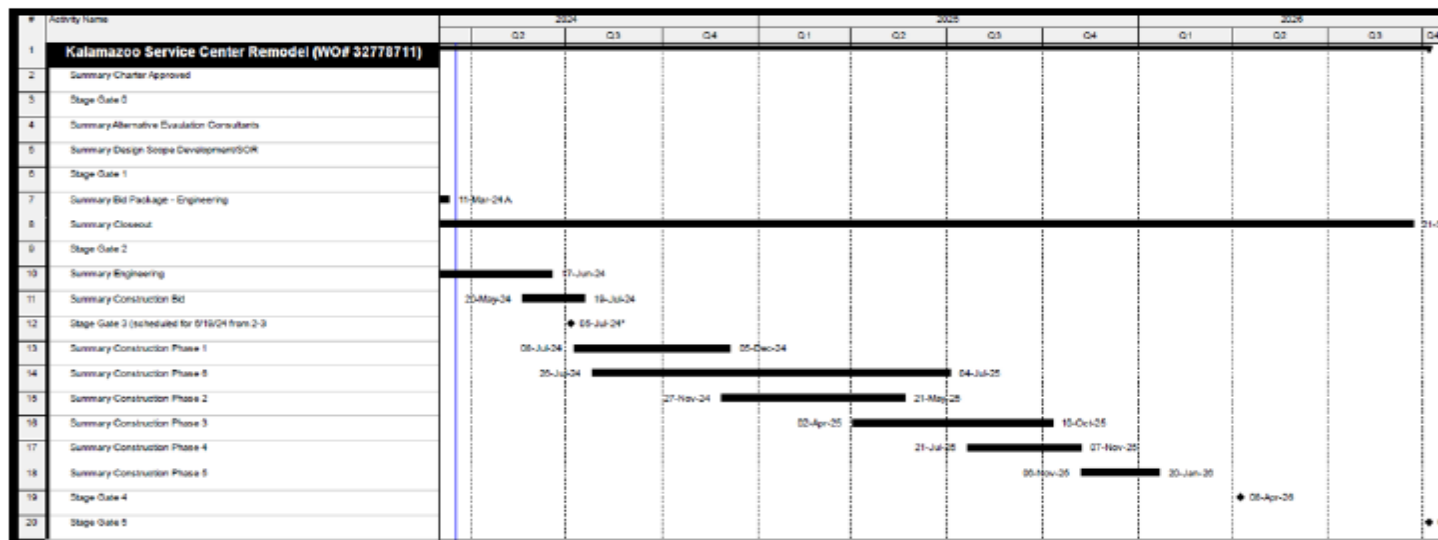 # Activity Name 2024 2025 2026
Q2 Q3 Q4 Q1 Q2 Q3 Q4 Q1 Q2 Q3 Q4
1 Kalamazoo Service Center Remodel (WO# 32778711)
2 Summary Charter Approved
3 Stage Gate 0
4 Summary Alternative Evaulation Consultants
5 Summary Design Scope Development/SOR
6 Stage Gate 1
7 Summary Bid Package - Engineering 11-Mar-24 A
8 Summary Closeout
9 Stage Gate 2
10 Summary Engineering 17-Jun-24
11 Summary Construction Bid 20-May-24 19-Jul-24
12 Stage Gate 3 (scheduled for 6/19/24 from 2-3 05-Jul-24*
13 Summary Construction Phase 1 08-Jul-24 05-Dec-24
14 Summary Construction Phase 6 26-Jul-24 04-Jul-25
15 Summary Construction Phase 2 27-Nov-24 21-May-25
16 Summary Construction Phase 3 02-Apr-25 10-Oct-25
17 Summary Construction Phase 4 21-Jul-25 07-Nov-25
18 Summary Construction Phase 5 20-Jan-26
19 Stage Gate 4
20 Stage Gate 5